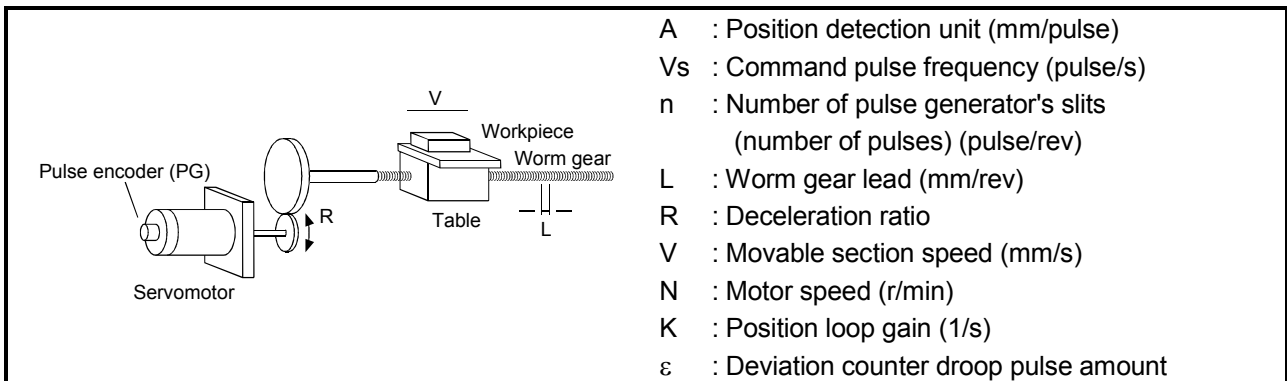 V
Workpiece
Worm gear
Pulse encoder (PG)
R
Table
L
Servomotor
A : Position detection unit (mm/pulse)
Vs : Command pulse frequency (pulse/s)
n : Number of pulse generator's slits
(number of pulses) (pulse/rev)
L : Worm gear lead (mm/rev)
R : Deceleration ratio
V : Movable section speed (mm/s)
N : Motor speed (r/min)
K : Position loop gain (1/s)
ε : Deviation counter droop pulse amount